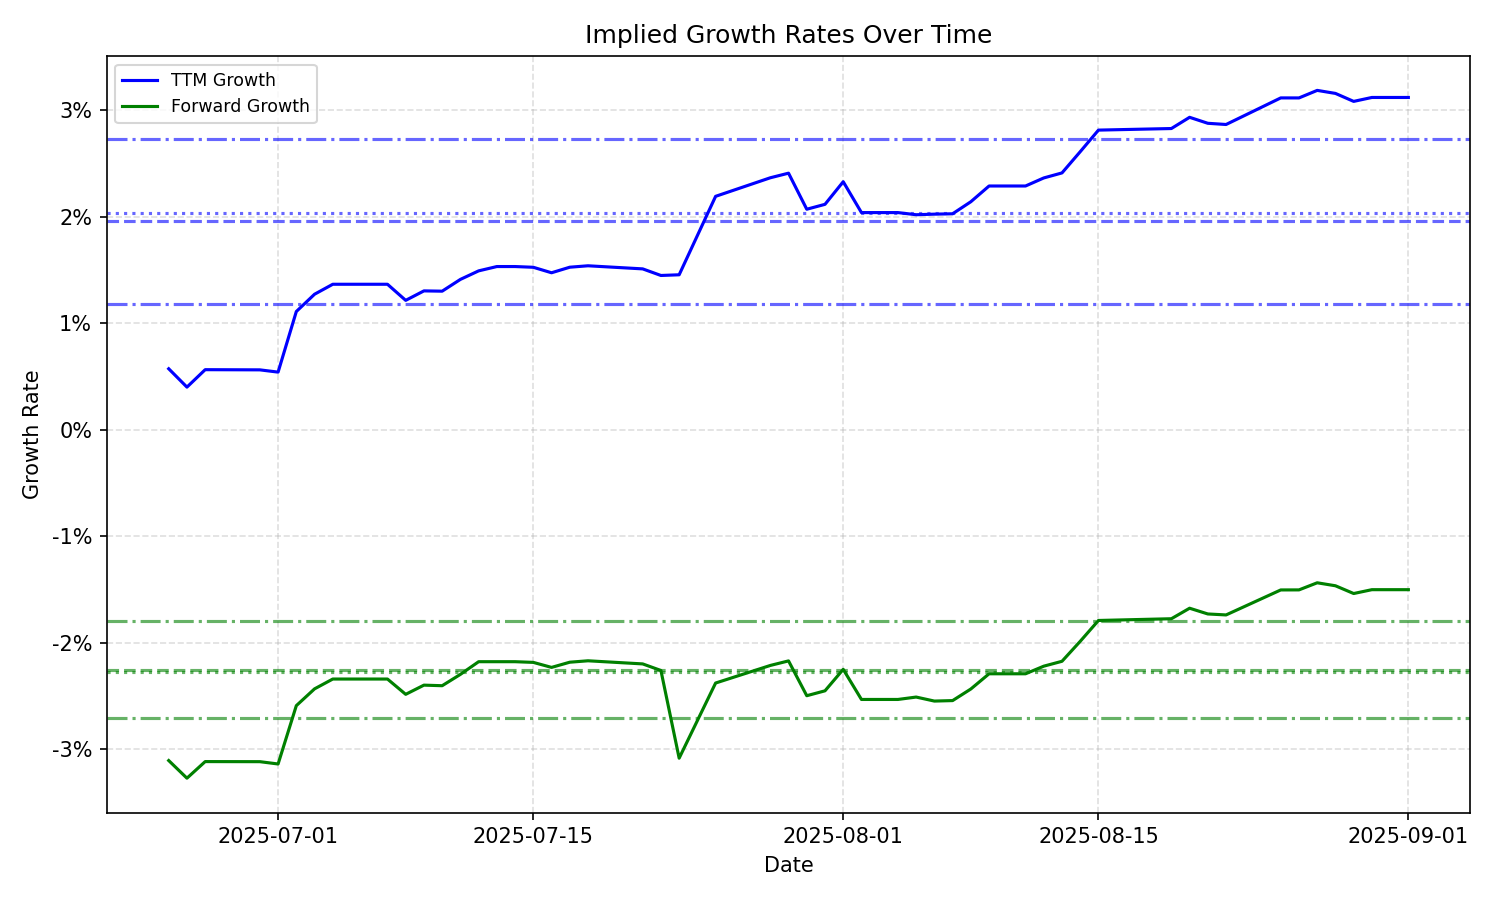 Implied Growth Rates Over Time
TTM Growth
Forward Growth
3%
2%
1%
0%
-1%
-2%
-3%
Growth Rate
2025-07-01
2025-07-15
2025-08-01
2025-08-15
2025-09-01
Date